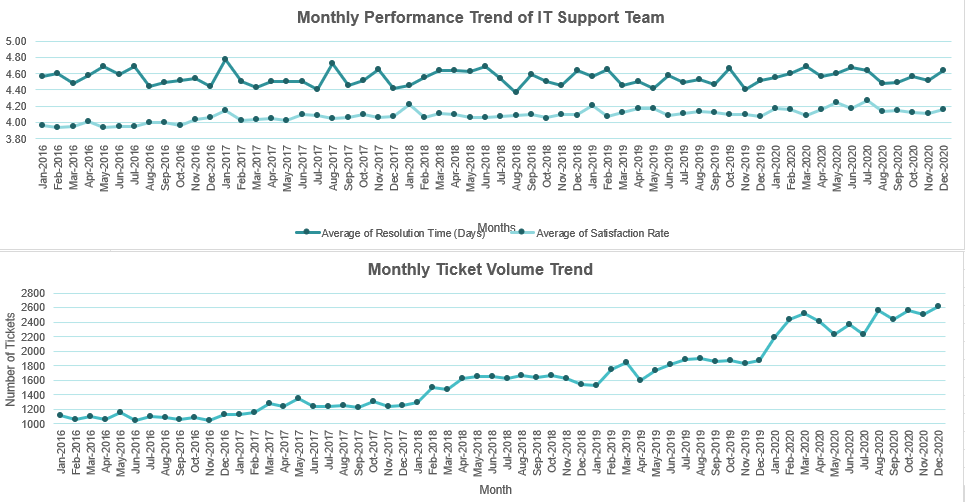 Monthly Performance Trend of IT Support Team
5.00
4.80
4.60
4.40
4.20
4.00
3.80
Jan-2016
Feb-2016
Mar-2016
Apr-2016
May-2016
Jun-2016
Jul-2016
Aug-2016
Sep-2016
Oct-2016
Nov-2016
Dec-2016
Jan-2017
Feb-2017
Mar-2017
Apr-2017
May-2017
Jun-2017
Jul-2017
Aug-2017
Sep-2017
Oct-2017
Nov-2017
Dec-2017
Jan-2018
Feb-2018
Mar-2018
Apr-2018
May-2018
Jun-2018
Jul-2018
Aug-2018
Sep-2018
Oct-2018
Nov-2018
Dec-2018
Jan-2019
Feb-2019
Mar-2019
Apr-2019
May-2019
Jun-2019
Jul-2019
Aug-2019
Sep-2019
Oct-2019
Nov-2019
Dec-2019
Jan-2020
Feb-2020
Mar-2020
Apr-2020
May-2020
Jun-2020
Jul-2020
Aug-2020
Sep-2020
Oct-2020
Nov-2020
Dec-2020
Months
Average of Resolution Time (Days)
Average of Satisfaction Rate
Monthly Ticket Volume Trend
Number of Tickets
2800
2600
2400
2200
2000
1800
1600
1400
1200
1000
Jan-2016
Feb-2016
Mar-2016
Apr-2016
May-2016
Jun-2016
Jul-2016
Aug-2016
Sep-2016
Oct-2016
Nov-2016
Dec-2016
Jan-2017
Feb-2017
Mar-2017
Apr-2017
May-2017
Jun-2017
Jul-2017
Aug-2017
Sep-2017
Oct-2017
Nov-2017
Dec-2017
Jan-2018
Feb-2018
Mar-2018
Apr-2018
May-2018
Jun-2018
Jul-2018
Aug-2018
Sep-2018
Oct-2018
Nov-2018
Dec-2018
Jan-2019
Feb-2019
Mar-2019
Apr-2019
May-2019
Jun-2019
Jul-2019
Aug-2019
Sep-2019
Oct-2019
Nov-2019
Dec-2019
Jan-2020
Feb-2020
Mar-2020
Apr-2020
May-2020
Jun-2020
Jul-2020
Aug-2020
Sep-2020
Oct-2020
Nov-2020
Dec-2020
Month